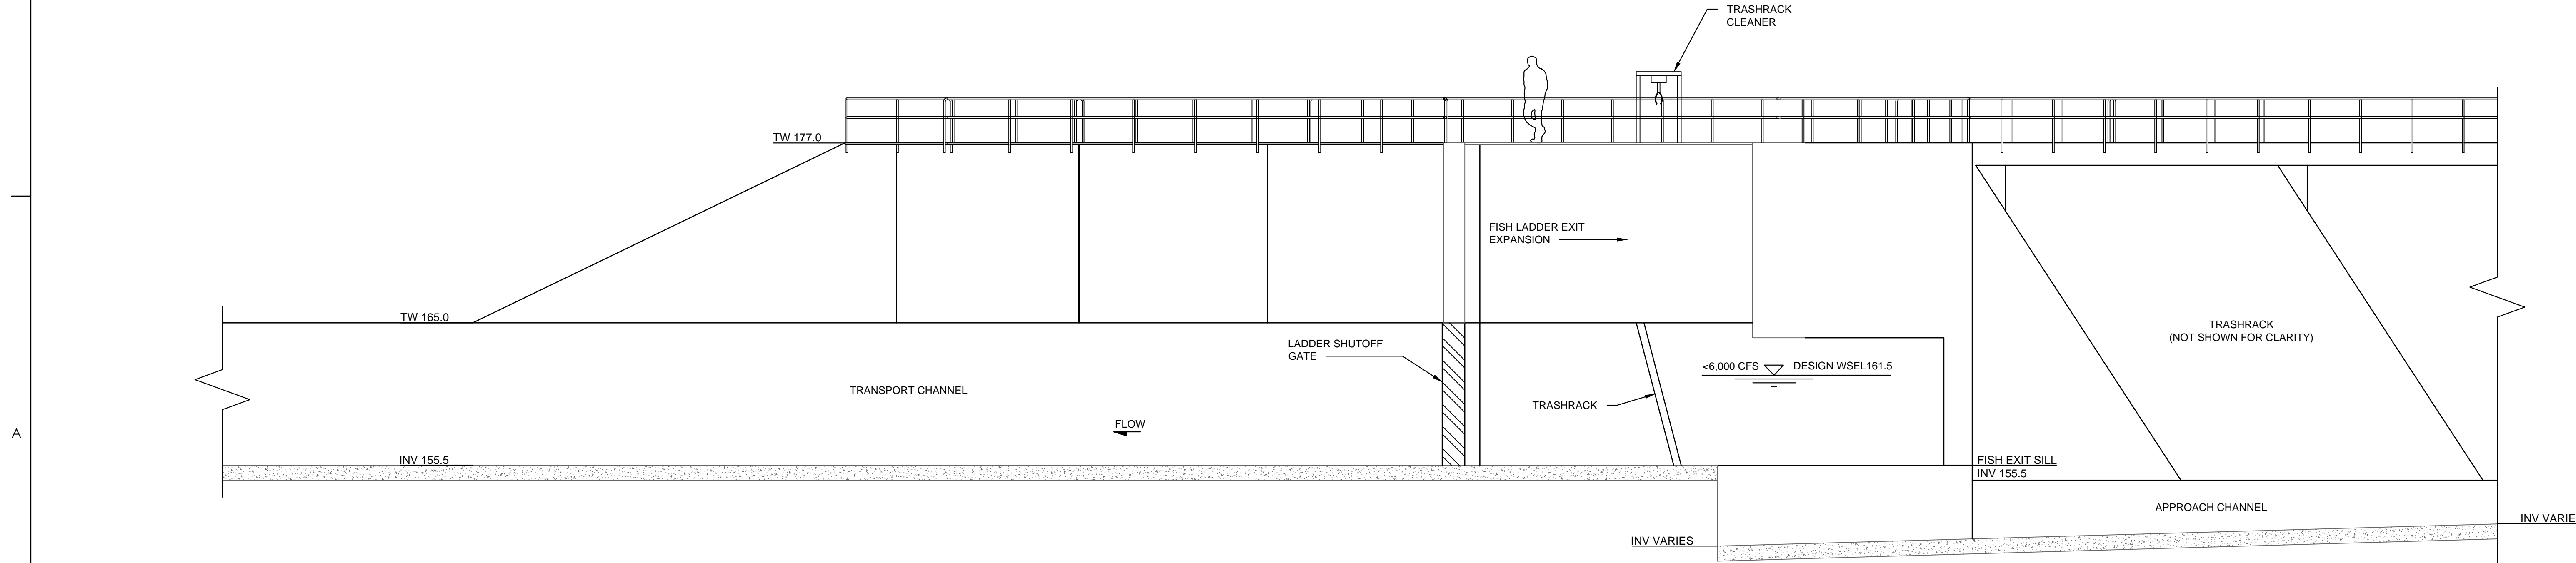 TRASHRACK
CLEANER
TW 177.0
FISH LADDER EXIT
EXPANSION
TW 165.0
LADDER SHUTOFF
GATE
TRASHRACK
(NOT SHOWN FOR CLARITY)
<6,000 CFS
DESIGN WSEL161.5
TRANSPORT CHANNEL
TRASHRACK
A
FLOW
INV 155.5
FISH EXIT SILL
INV 155.5
APPROACH CHANNEL
INV VARIE
INV VARIES